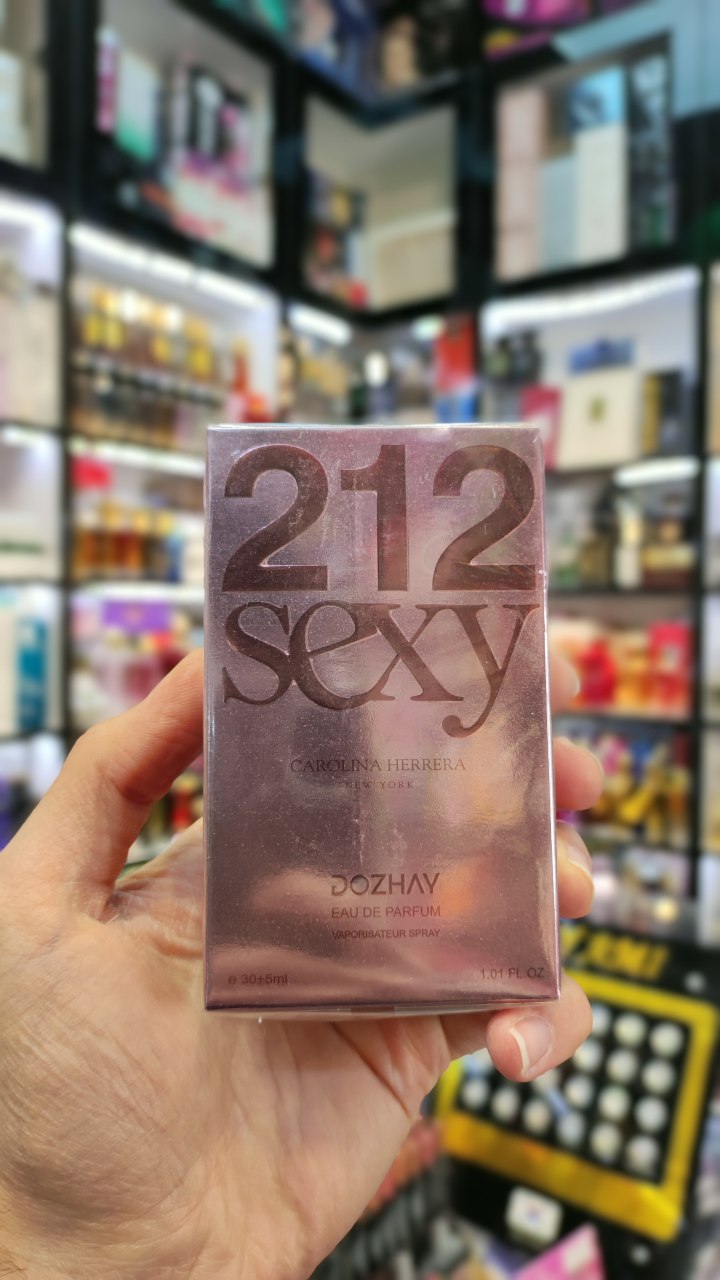 212
sexy
CAROLINA HERRERA
NEW YORK
DOZHAY
EAU DE PARFUM
VAPORISATEUR SPRAY
e 30±5ml 1.01 FL OZ